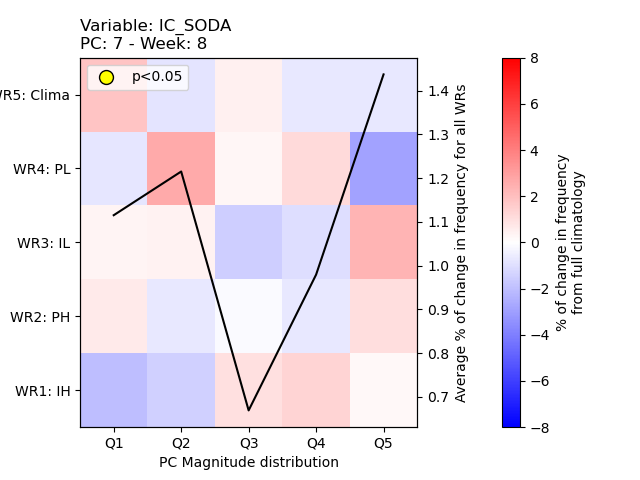 Variable: IC_SODA
PC: 7 - Week: 8
p<0.05
WR5: Clima
WR4: PL
WR3: IL
WR2: PH
WR1: IH
Q1 Q2 Q3 Q4 Q5
PC Magnitude distribution
1.4
1.3
1.2
1.1
1.0
0.9
0.8
0.7
Average % of change in frequency for all WRs
8
6
4
2
0
−2
−4
−6
−8
% of change in frequency
from full climatology